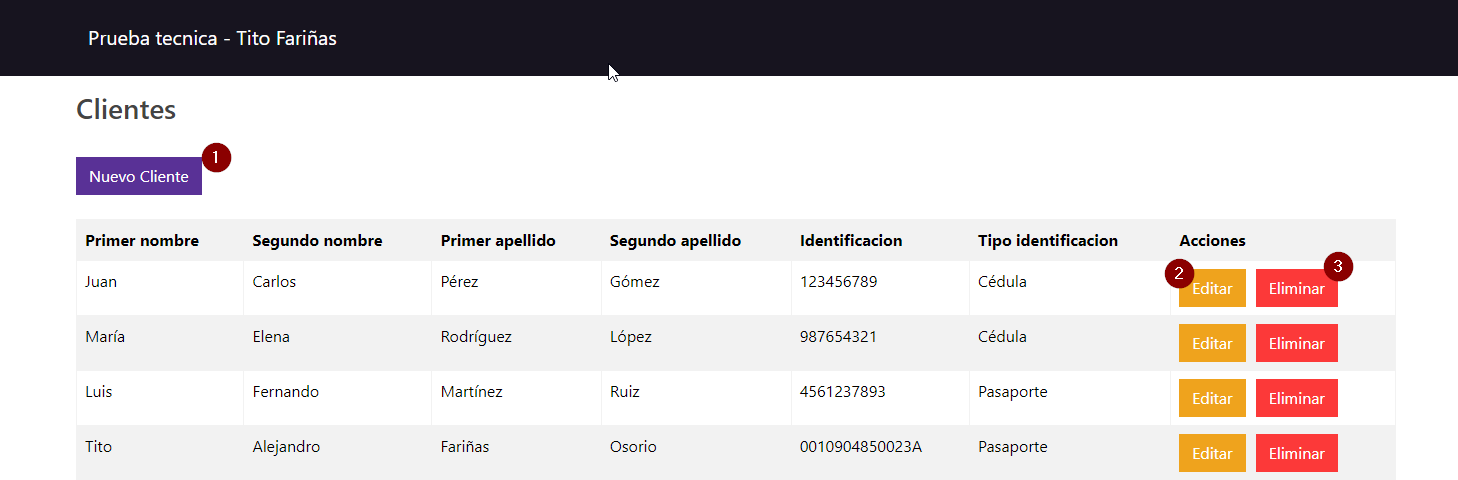 Prueba tecnica - Tito Fariñas
Clientes
1
Nuevo Cliente
Primer nombre Segundo nombre Primer apellido Segundo apellido Identificacion Tipo identificacion Acciones
Juan Carlos Pérez Gómez 123456789 Cédula 2 Editar Eliminar 3
María Elena Rodríguez López 987654321 Cédula Editar Eliminar
Luis Fernando Martínez Ruiz 4561237893 Pasaporte Editar Eliminar
Tito Alejandro Fariñas Osorio 0010904850023A Pasaporte Editar Eliminar